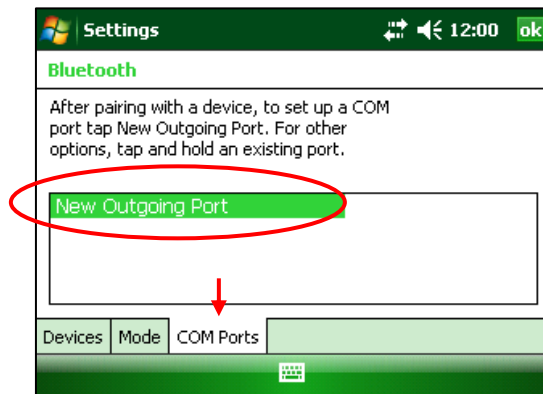 Settings 12:00 ok
Bluetooth
After pairing with a device, to set up a COM
port tap New Outgoing Port. For other
options, tap and hold an existing port.
New Outgoing Port
Devices Mode COM Ports